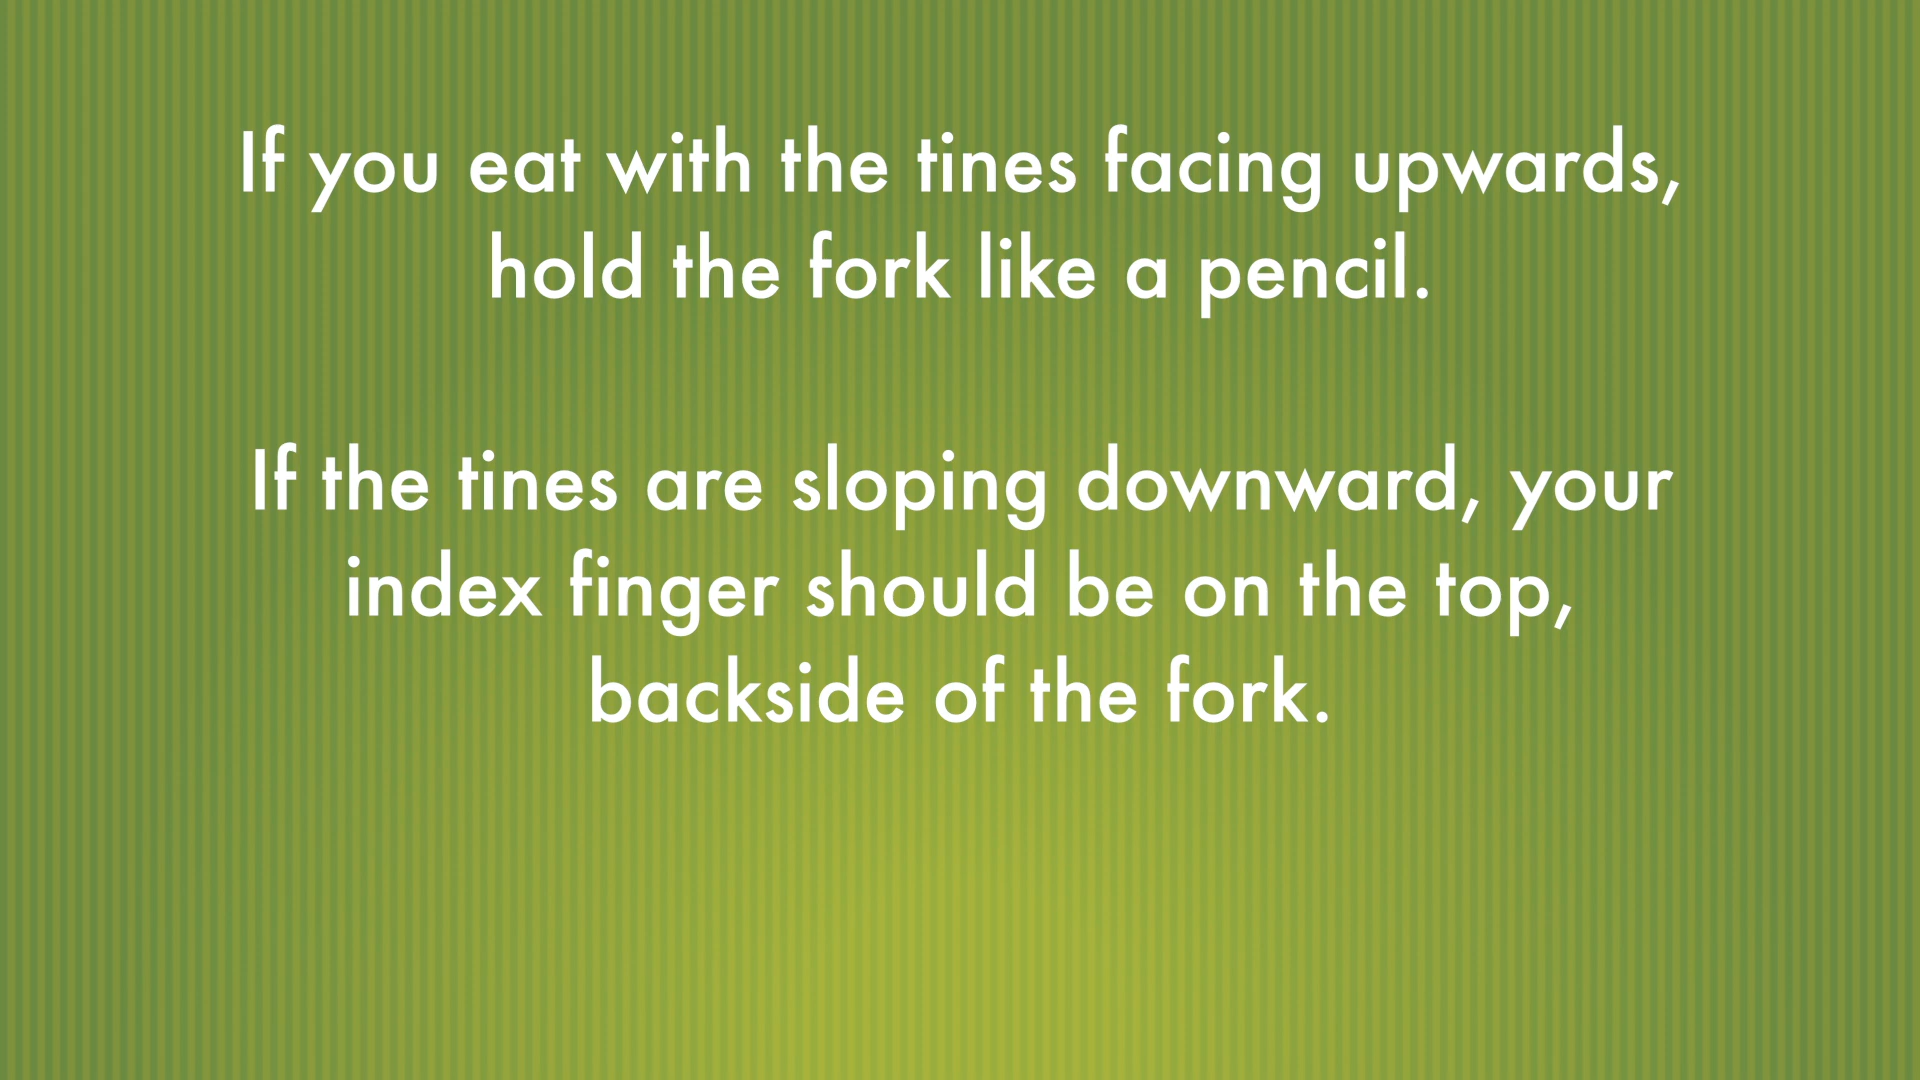 If you eat with the tines facing upwards,
hold the fork like a pencil.
If the tines are sloping downward, your
index finger should be on the top,
backside of the fork.